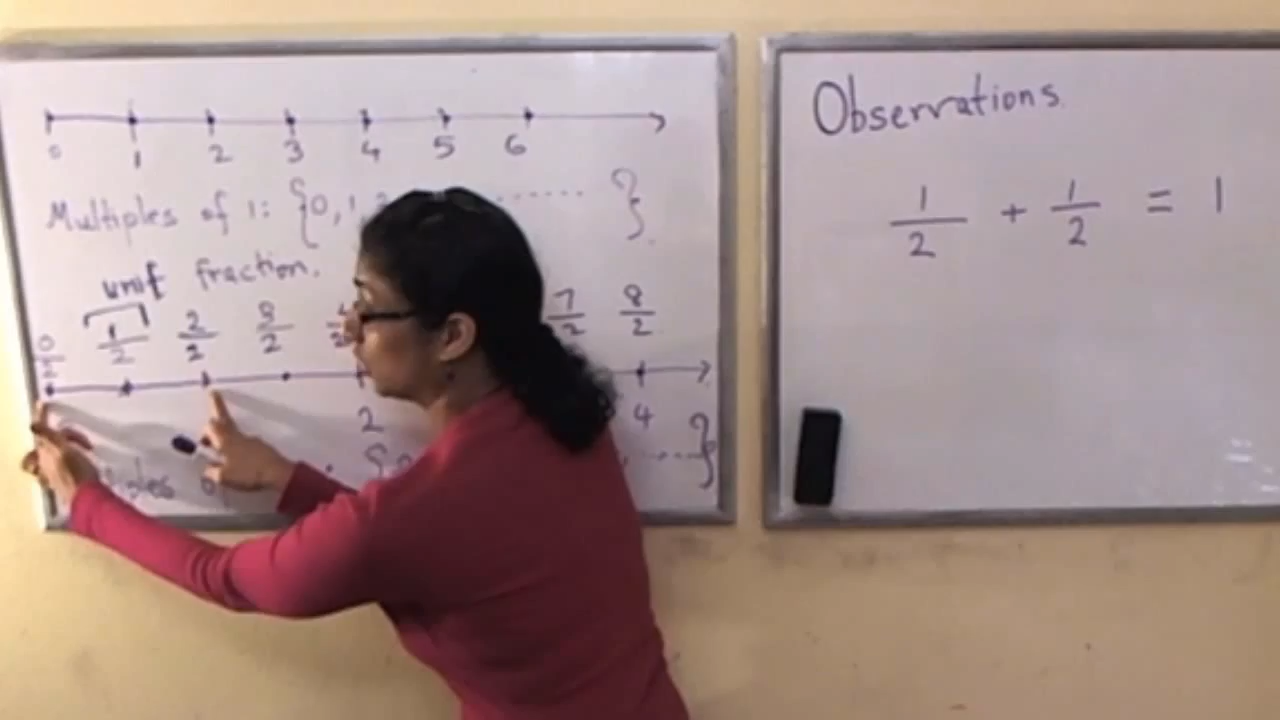 0 1 2 3 4 5 6
Multiples of 1: {0, 1, ........ }
unit fraction.
0/2 1/2 2/2 3/2 7/2 8/2
2 4
{ ....}
Observations
1/2 + 1/2 = 1